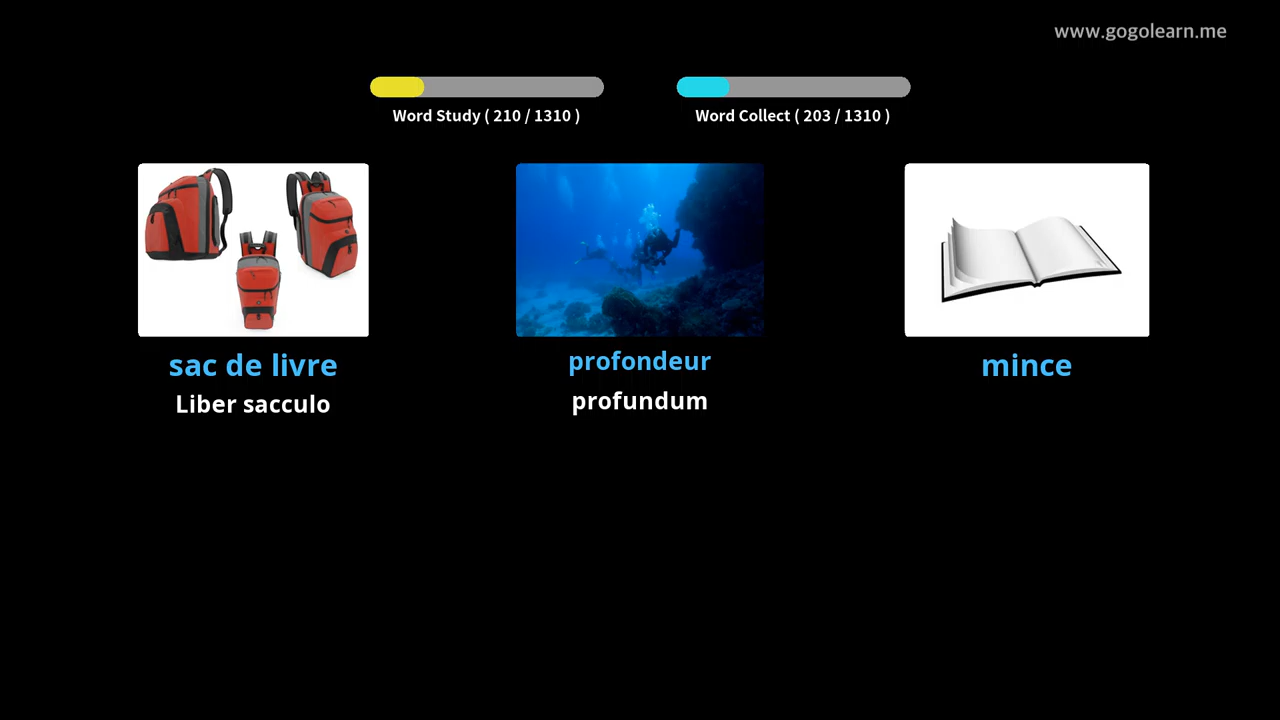 www.gogolearn.me
Word Study ( 210 / 1310 )
Word Collect ( 203 / 1310 )
sac de livre
profondeur
mince
Liber sacculo
profundum